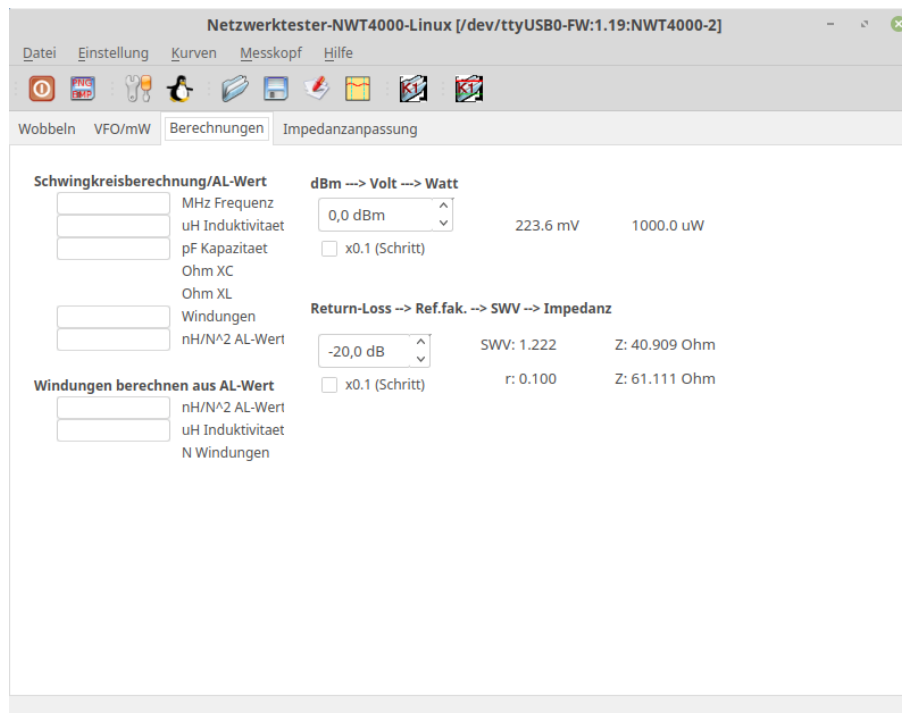 Netzwerktester-NWT4000-Linux [/dev/ttyUSB0-FW:1.19:NWT4000-2]
Datei Einstellung Kurven Messkopf Hilfe
PNG BMP K1 K1
Wobbeln VFO/mW Berechnungen Impedanzanpassung
Schwingkreisberechnung/AL-Wert
MHz Frequenz
uH Induktivitaet
pF Kapazitaet
Ohm XC
Ohm XL
Windungen
nH/N^2 AL-Wert
Windungen berechnen aus AL-Wert
nH/N^2 AL-Wert
uH Induktivitaet
N Windungen
dBm ---> Volt ---> Watt
0,0 dBm 223.6 mV 1000.0 uW
x0.1 (Schritt)
Return-Loss --> Ref.fak. --> SWV --> Impedanz
-20,0 dB SWV: 1.222 Z: 40.909 Ohm
x0.1 (Schritt) r: 0.100 Z: 61.111 Ohm